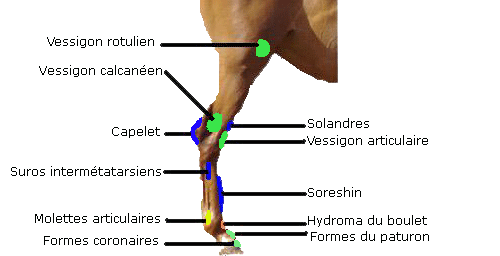 Vessigon rotulien
Vessigon calcanéen
Capelet
Solandres
Vessigon articulaire
Suros intermétatarsiens
Soreshin
Molettes articulaires
Hydroma du boulet
Formes du paturon
Formes coronaires